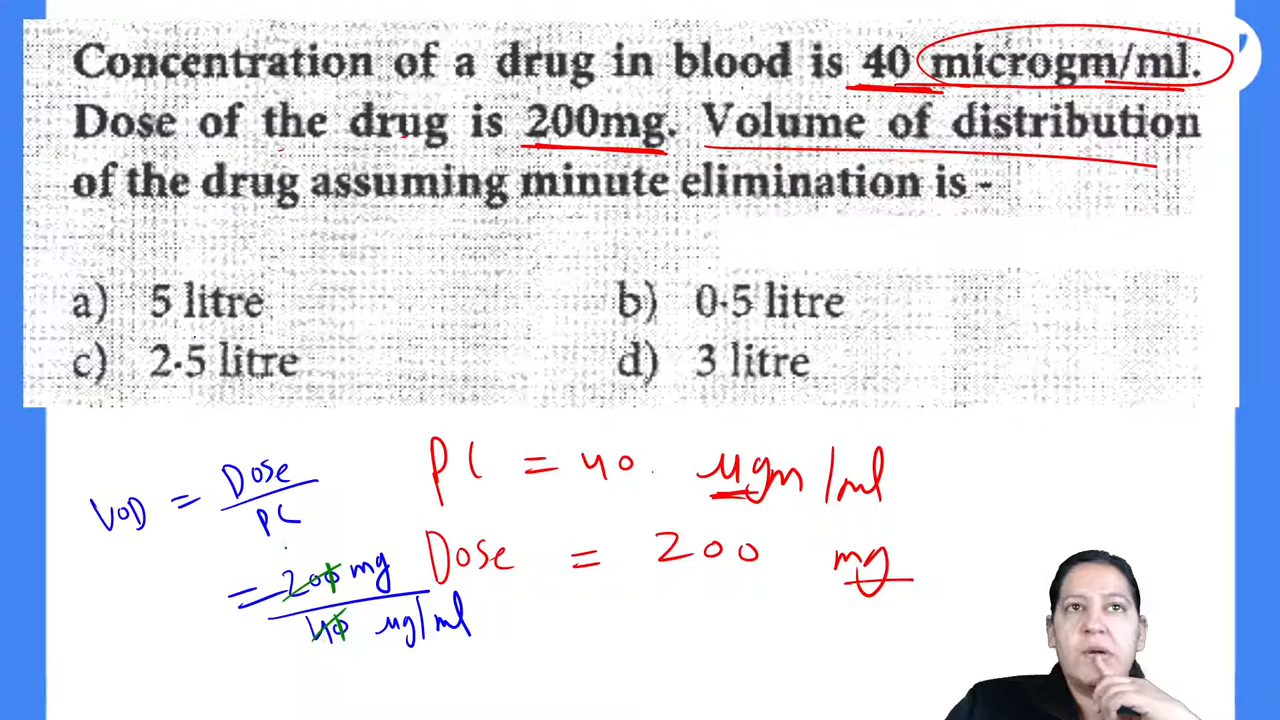 Concentration of a drug in blood is 40 microgm/ml.
Dose of the drug is 200mg. Volume of distribution
of the drug assuming minute elimination is -
a) 5 litre b) 0·5 litre
c) 2·5 litre d) 3 litre
PC = 40 μgm/ml
VOD = Dose / PC
Dose = 200 mg
= 200 mg / 40 μg/ml